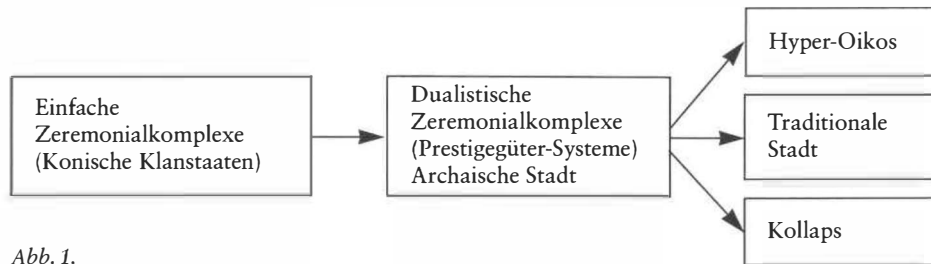 Einfache
Zeremonialkomplexe
(Konische Klanstaaten)
Dualistische
Zeremonialkomplexe
(Prestigegüter-Systeme)
Archaische Stadt
Hyper-Oikos
Traditionale
Stadt
Kollaps
Abb. 1.